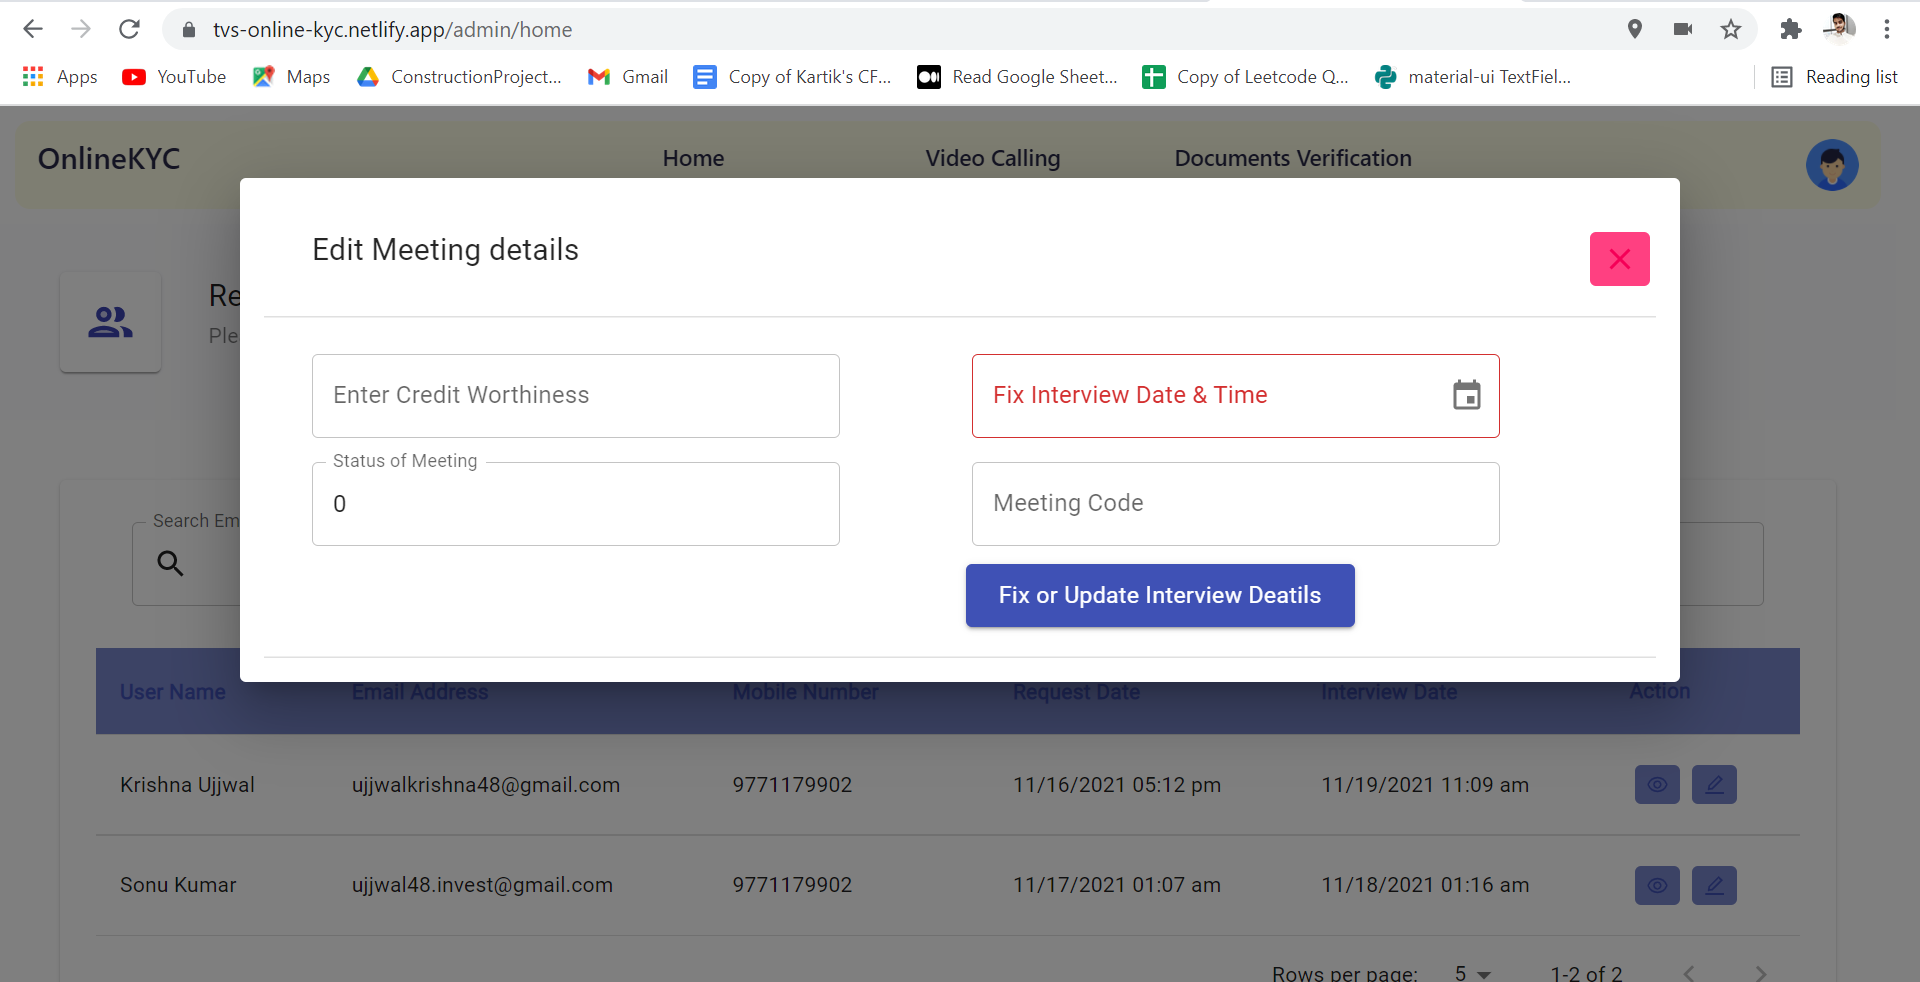 tvs-online-kyc.netlify.app/admin/home
Apps YouTube Maps ConstructionProject... Gmail Copy of Kartik's CF... Read Google Sheet... Copy of Leetcode Q... material-ui TextFiel... Reading list
OnlineKYC Home Video Calling Documents Verification
Edit Meeting details
Re
Ple
Enter Credit Worthiness Fix Interview Date & Time
Status of Meeting
0 Meeting Code
Search Em
Fix or Update Interview Deatils
User Name Email Address Mobile Number Request Date Interview Date Action
Krishna Ujjwal ujjwalkrishna48@gmail.com 9771179902 11/16/2021 05:12 pm 11/19/2021 11:09 am
Sonu Kumar ujjwal48.invest@gmail.com 9771179902 11/17/2021 01:07 am 11/18/2021 01:16 am
Rows per page: 5 1-2 of 2